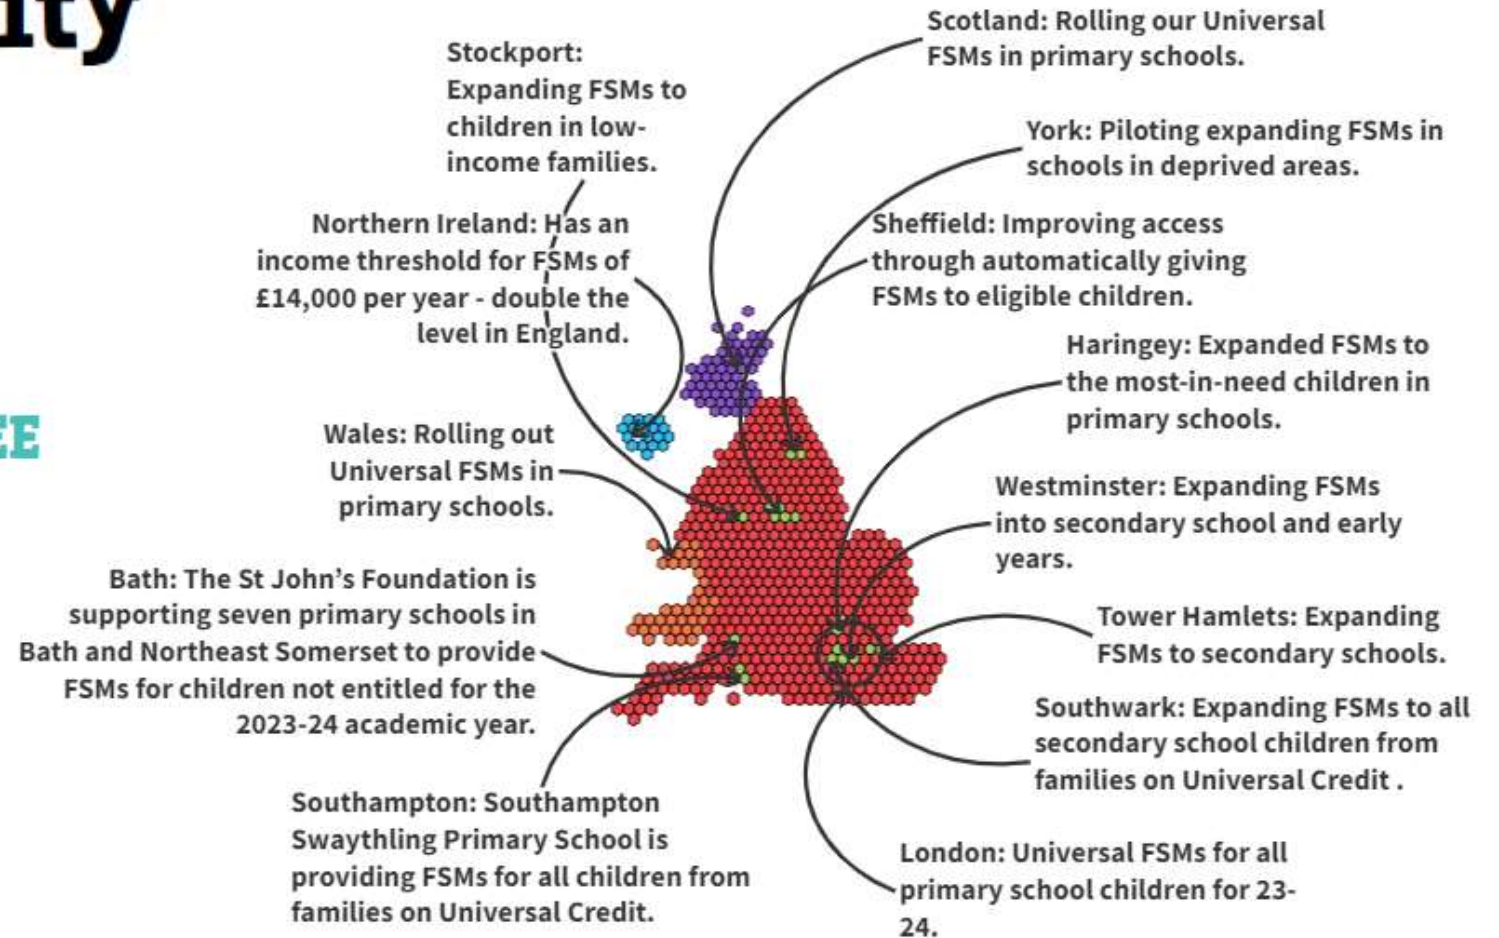 ity
Scotland: Rolling our Universal
FSMs in primary schools.
Stockport:
Expanding FSMs to
children in low-
income families.
York: Piloting expanding FSMs in
schools in deprived areas.
Northern Ireland: Has an
income threshold for FSMs of
£14,000 per year - double the
level in England.
Sheffield: Improving access
through automatically giving
FSMs to eligible children.
Haringey: Expanded FSMs to
the most-in-need children in
primary schools.
EE
Wales: Rolling out
Universal FSMs in
primary schools.
Westminster: Expanding FSMs
into secondary school and early
years.
Bath: The St John’s Foundation is
supporting seven primary schools in
Bath and Northeast Somerset to provide
FSMs for children not entitled for the
2023-24 academic year.
Tower Hamlets: Expanding
FSMs to secondary schools.
Southwark: Expanding FSMs to all
secondary school children from
families on Universal Credit .
Southampton: Southampton
Swaythling Primary School is
providing FSMs for all children from
families on Universal Credit.
London: Universal FSMs for all
primary school children for 23-
24.